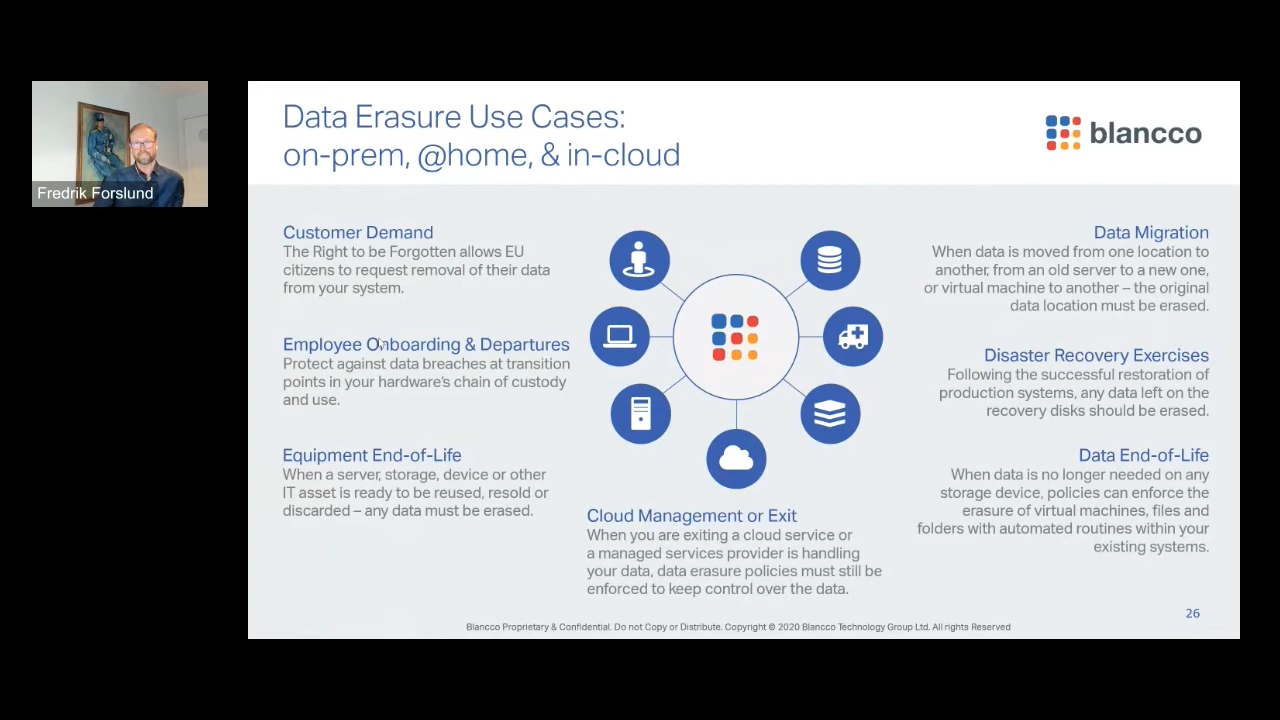 Fredrik Forslund
Data Erasure Use Cases:
on-prem, @home, & in-cloud
blancco
Customer Demand
The Right to be Forgotten allows EU
citizens to request removal of their data
from your system.
Employee Onboarding & Departures
Protect against data breaches at transition
points in your hardware's chain of custody
and use.
Equipment End-of-Life
When a server, storage, device or other
IT asset is ready to be reused, resold or
discarded – any data must be erased.
Cloud Management or Exit
When you are exiting a cloud service or
a managed services provider is handling
your data, data erasure policies must still be
enforced to keep control over the data.
Data Migration
When data is moved from one location to
another, from an old server to a new one,
or virtual machine to another – the original
data location must be erased.
Disaster Recovery Exercises
Following the successful restoration of
production systems, any data left on the
recovery disks should be erased.
Data End-of-Life
When data is no longer needed on any
storage device, policies can enforce the
erasure of virtual machines, files and
folders with automated routines within your
existing systems.
26
Blancco Proprietary & Confidential. Do not Copy or Distribute. Copyright © 2020 Blancco Technology Group Ltd. All rights Reserved